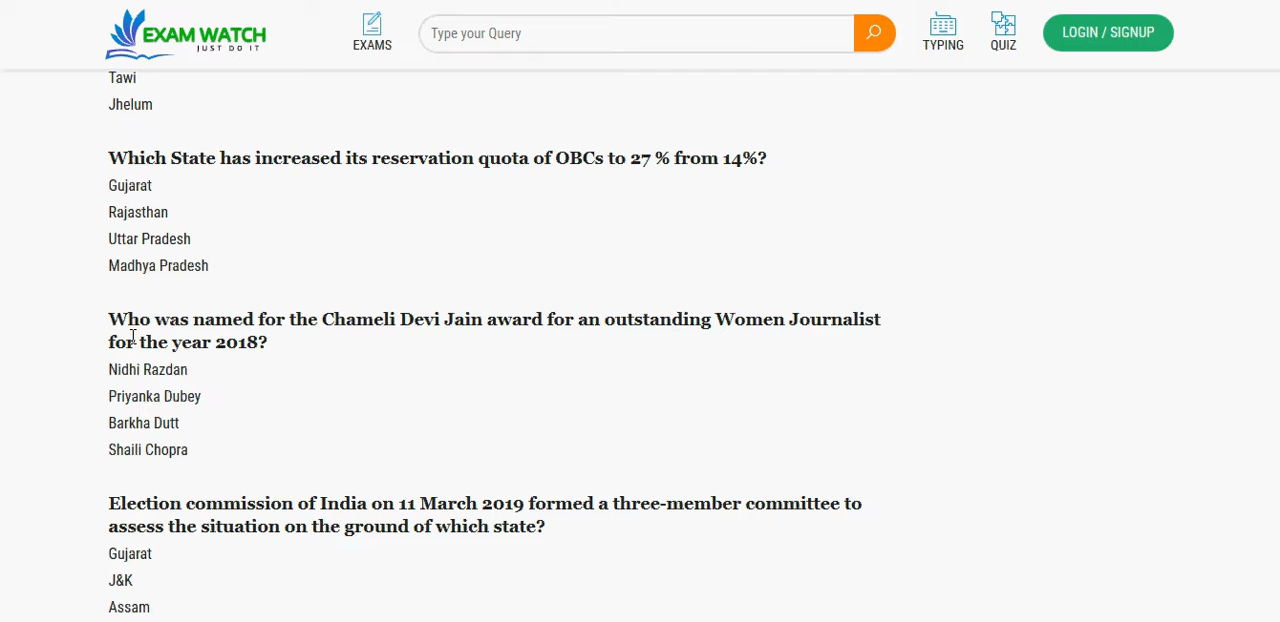 EXAM WATCH
JUST DO IT
EXAMS
Type your Query
TYPING
QUIZ
LOGIN / SIGNUP
Tawi
Jhelum
Which State has increased its reservation quota of OBCs to 27 % from 14%?
Gujarat
Rajasthan
Uttar Pradesh
Madhya Pradesh
Who was named for the Chameli Devi Jain award for an outstanding Women Journalist
for the year 2018?
Nidhi Razdan
Priyanka Dubey
Barkha Dutt
Shaili Chopra
Election commission of India on 11 March 2019 formed a three-member committee to
assess the situation on the ground of which state?
Gujarat
J&K
Assam